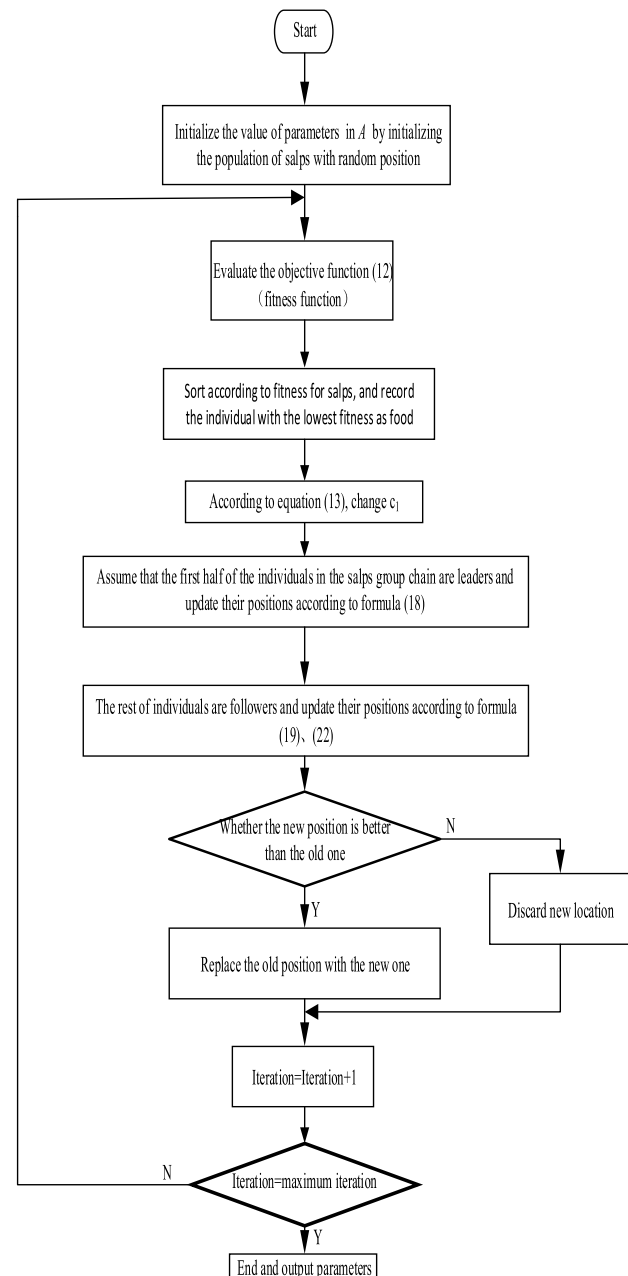 Start
Initialize the value of parameters in A by initializing
the population of salps with random position
Evaluate the objective function (12)
（fitness function）
Sort according to fitness for salps, and record
the individual with the lowest fitness as food
According to equation (13), change c₁
Assume that the first half of the individuals in the salps group chain are leaders and
update their positions according to formula (18)
The rest of individuals are followers and update their positions according to formula
(19)、(22)
Whether the new position is better
than the old one
N
Y
Discard new location
Replace the old position with the new one
Iteration=Iteration+1
N
Iteration=maximum iteration
Y
End and output parameters